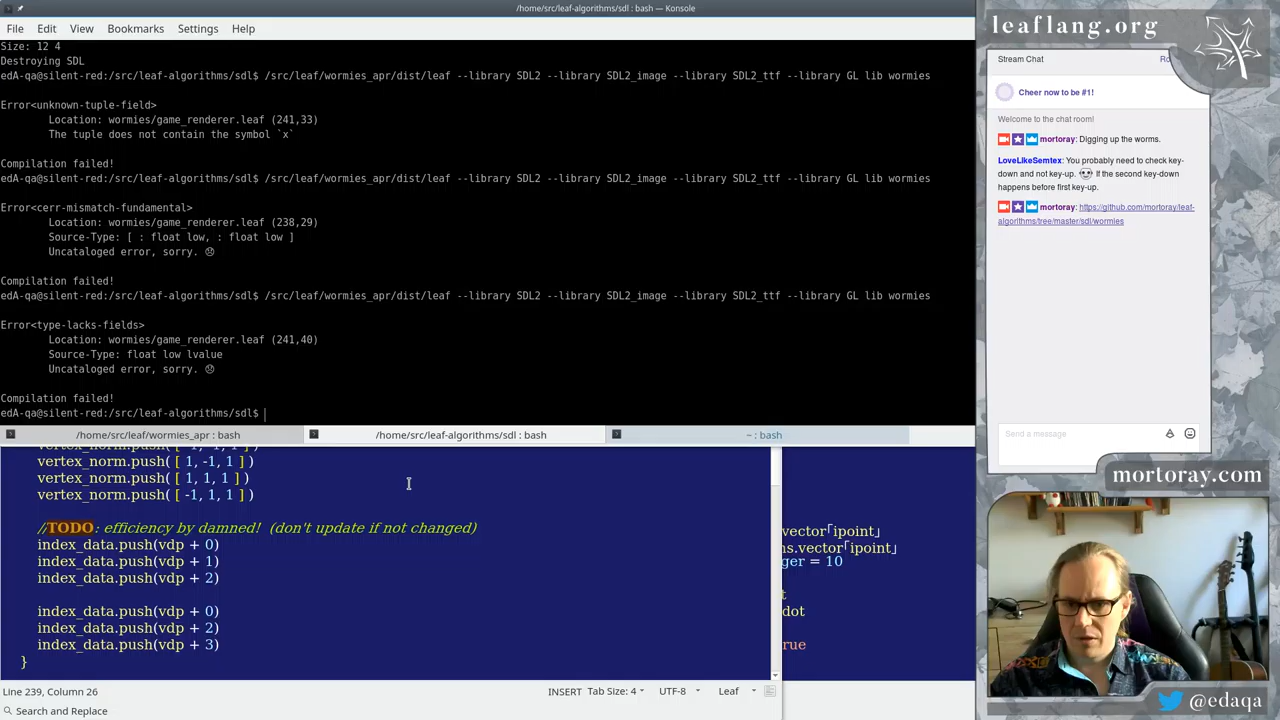 /home/src/leaf-algorithms/sdl : bash — Konsole
File Edit View Bookmarks Settings Help
Size: 12 4
Destroying SDL
edA-qa@silent-red:/src/leaf-algorithms/sdl$ /src/leaf/wormies_apr/dist/leaf --library SDL2 --library SDL2_image --library SDL2_ttf --library GL lib wormies
Error<unknown-tuple-field>
Location: wormies/game_renderer.leaf (241,33)
The tuple does not contain the symbol `x`
Compilation failed!
edA-qa@silent-red:/src/leaf-algorithms/sdl$ /src/leaf/wormies_apr/dist/leaf --library SDL2 --library SDL2_image --library SDL2_ttf --library GL lib wormies
Error<cerr-mismatch-fundamental>
Location: wormies/game_renderer.leaf (238,29)
Source-Type: [ : float low, : float low ]
Uncataloged error, sorry. 😞
Compilation failed!
edA-qa@silent-red:/src/leaf-algorithms/sdl$ /src/leaf/wormies_apr/dist/leaf --library SDL2 --library SDL2_image --library SDL2_ttf --library GL lib wormies
Error<type-lacks-fields>
Location: wormies/game_renderer.leaf (241,40)
Source-Type: float low lvalue
Uncataloged error, sorry. 😞
Compilation failed!
edA-qa@silent-red:/src/leaf-algorithms/sdl$
/home/src/leaf/wormies_apr : bash
/home/src/leaf-algorithms/sdl : bash
~ : bash
vertex_norm.push( [ 1, -1, 1 ] )
vertex_norm.push( [ 1, 1, 1 ] )
vertex_norm.push( [ -1, 1, 1 ] )
//TODO: efficiency by damned! (don't update if not changed)
index_data.push(vdp + 0)
index_data.push(vdp + 1)
index_data.push(vdp + 2)
index_data.push(vdp + 0)
index_data.push(vdp + 2)
index_data.push(vdp + 3)
}
vector「ipoint」
ns.vector「ipoint」
ger = 10
t
dot
rue
Line 239, Column 26
INSERT Tab Size: 4 UTF-8 Leaf
Search and Replace
leaflang.org
Stream Chat
Ro
Cheer now to be #1!
Welcome to the chat room!
mortoray: Digging up the worms.
LoveLikeSemtex: You probably need to check key-
down and not key-up. If the second key-down
happens before first key-up.
mortoray: https://github.com/mortoray/leaf-
algorithms/tree/master/sdl/wormies
Send a message
mortoray.com
@edaqa